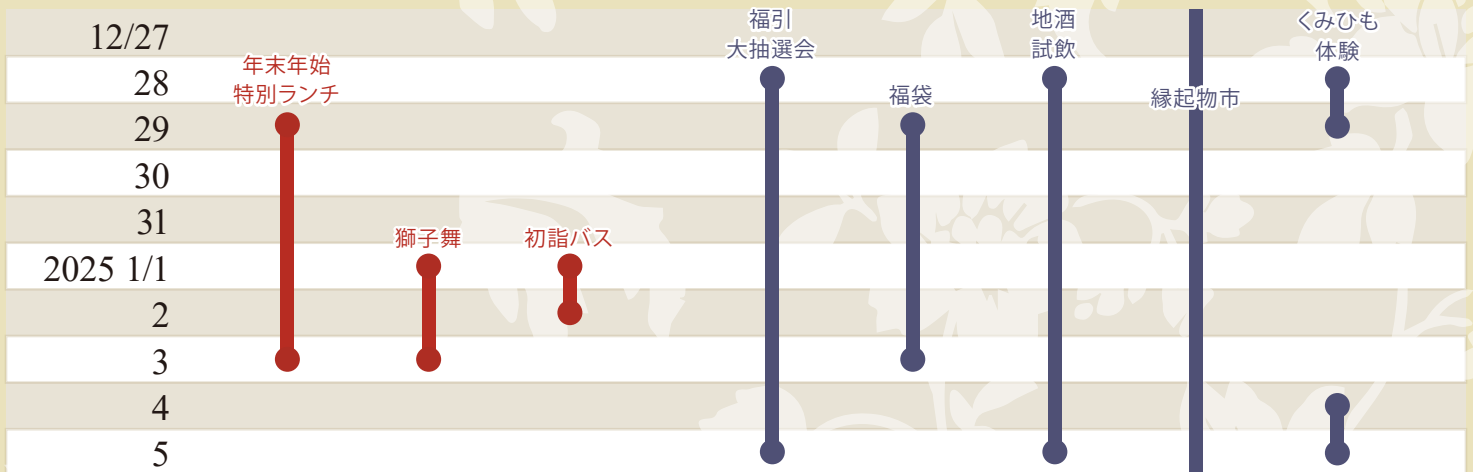 12/27
28
29
30
31
2025 1/1
2
3
4
5
年末年始
特別ランチ
獅子舞
初詣バス
福引
大抽選会
福袋
地酒
試飲
縁起物市
くみひも
体験